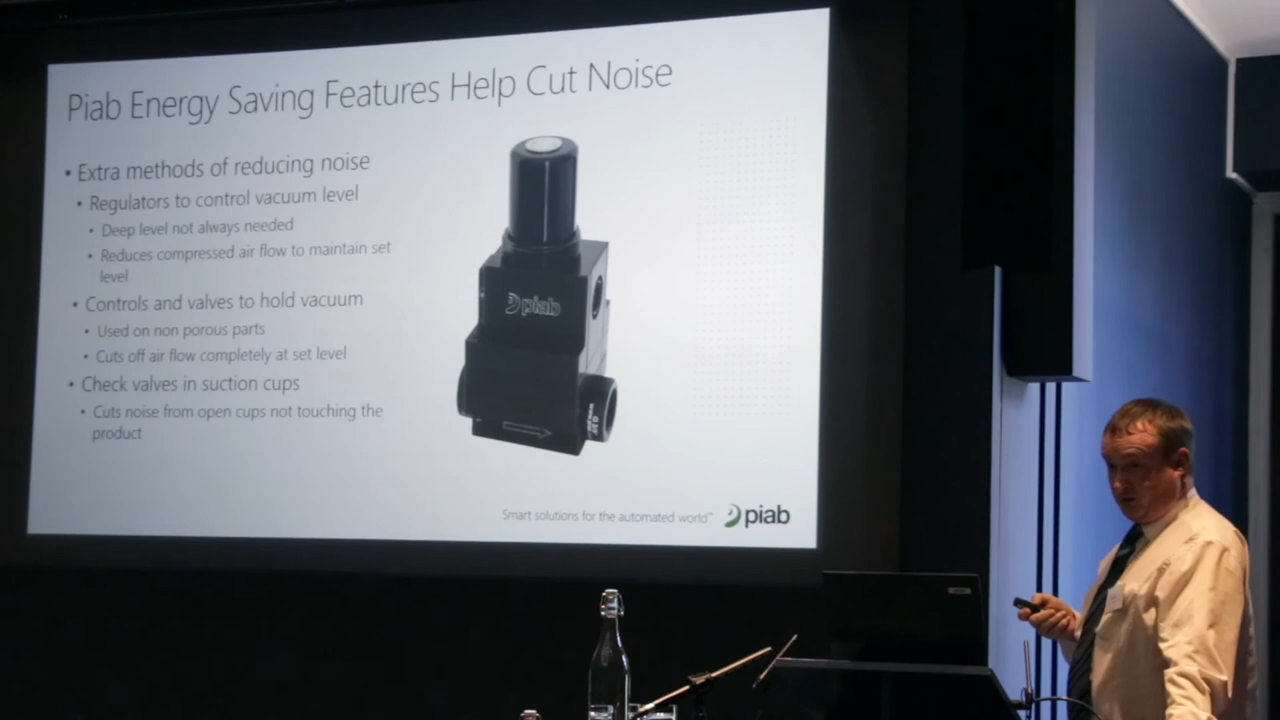 Piab Energy Saving Features Help Cut Noise
• Extra methods of reducing noise
• Regulators to control vacuum level
• Deep level not always needed
• Reduces compressed air flow to maintain set
level
• Controls and valves to hold vacuum
• Used on non porous parts
• Cuts off air flow completely at set level
• Check valves in suction cups
• Cuts noise from open cups not touching the
product
piab
Smart solutions for the automated world™
piab